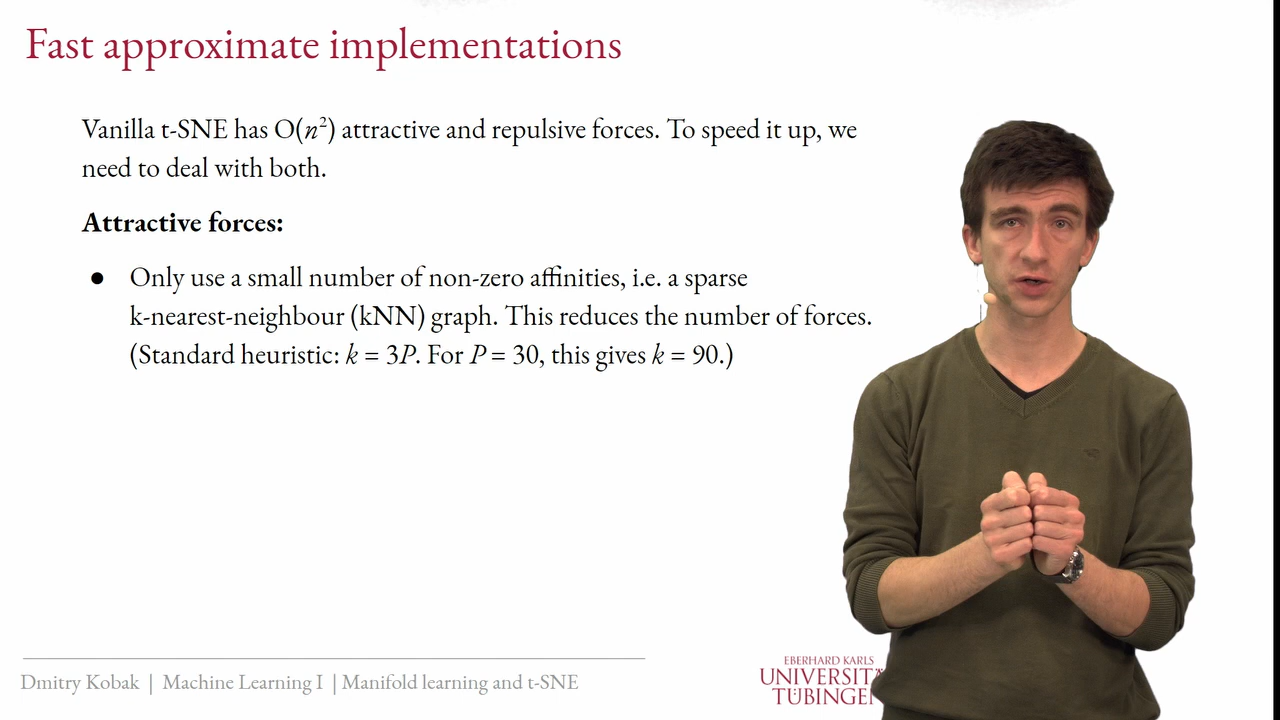 Fast approximate implementations
Vanilla t-SNE has O(n²) attractive and repulsive forces. To speed it up, we
need to deal with both.
Attractive forces:
● Only use a small number of non-zero affinities, i.e. a sparse
k-nearest-neighbour (kNN) graph. This reduces the number of forces.
(Standard heuristic: k = 3P. For P = 30, this gives k = 90.)
Dmitry Kobak | Machine Learning I | Manifold learning and t-SNE
EBERHARD KARLS
UNIVERSITÄ
TÜBINGEN